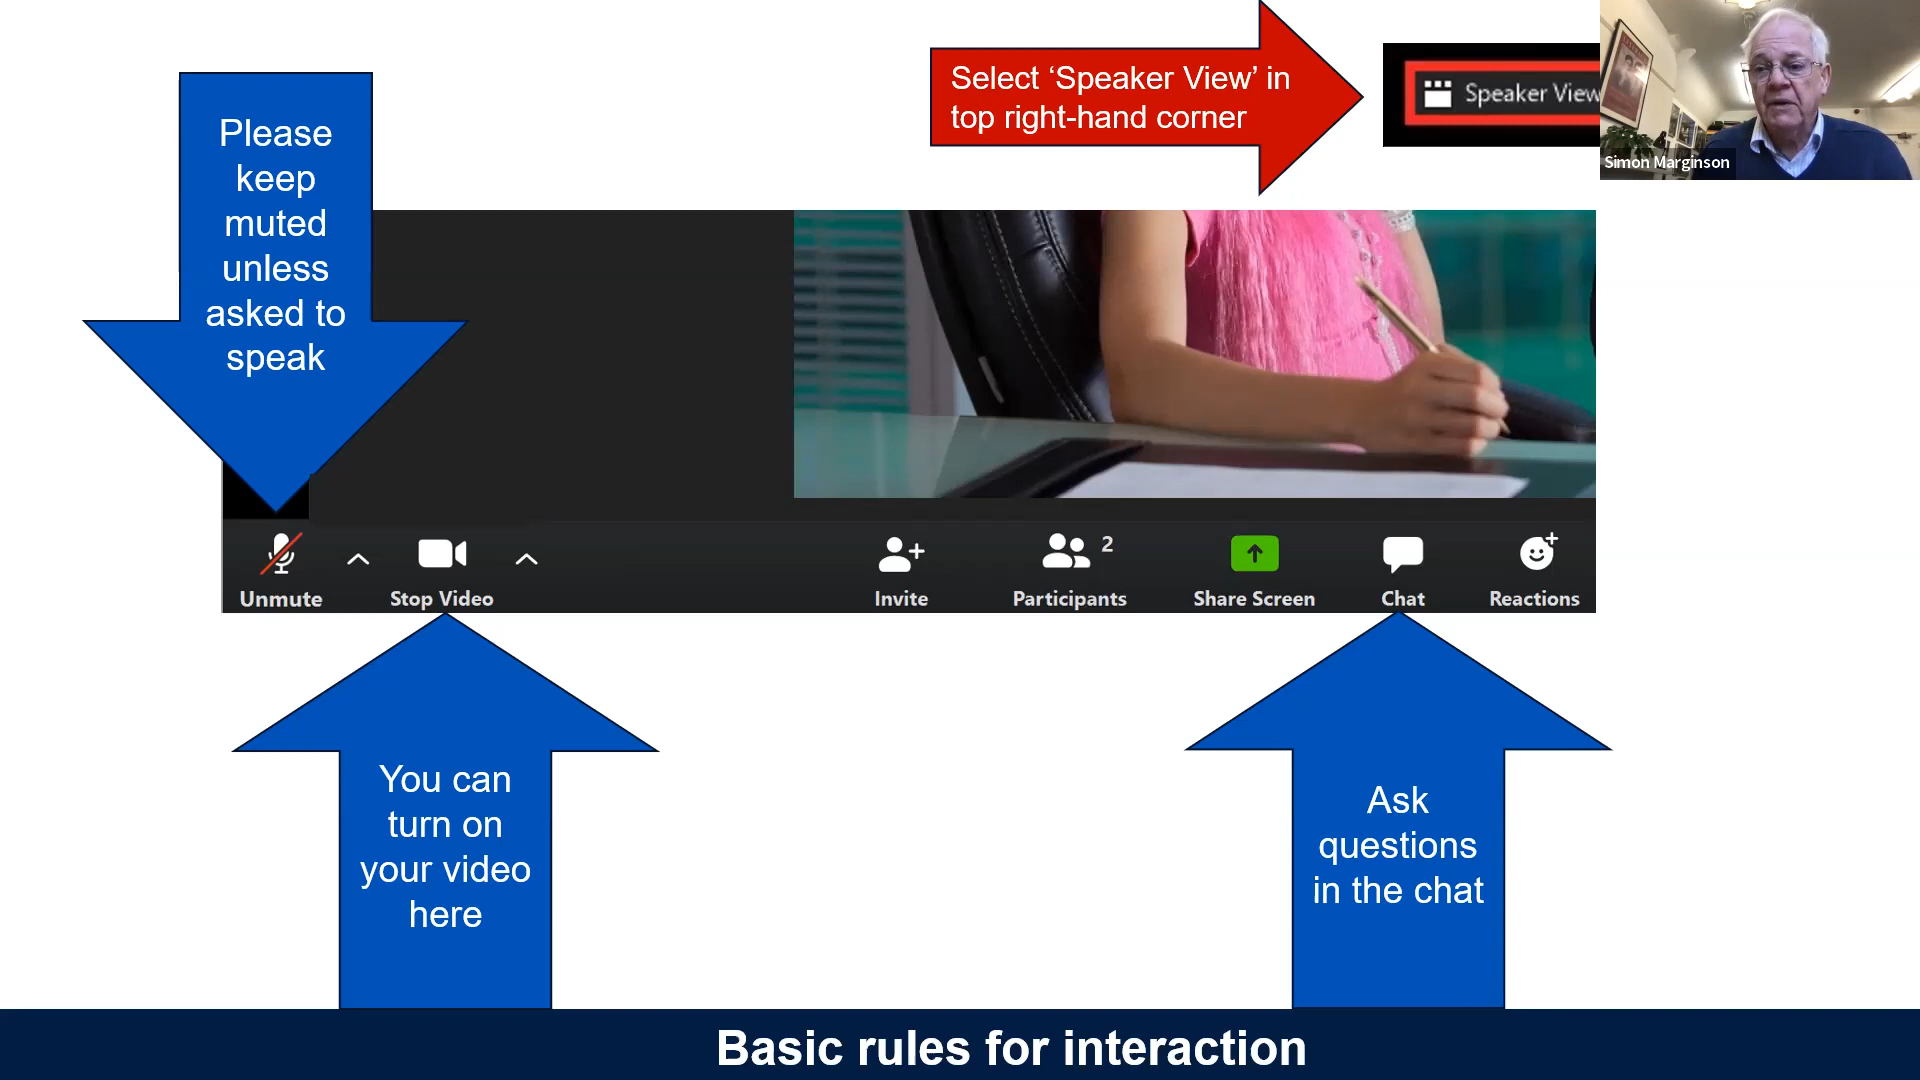 Select ‘Speaker View’ in
top right-hand corner
Speaker View
Simon Marginson
Please
keep
muted
unless
asked to
speak
2
Unmute
Stop Video
Invite
Participants
Share Screen
Chat
Reactions
You can
turn on
your video
here
Ask
questions
in the chat
Basic rules for interaction